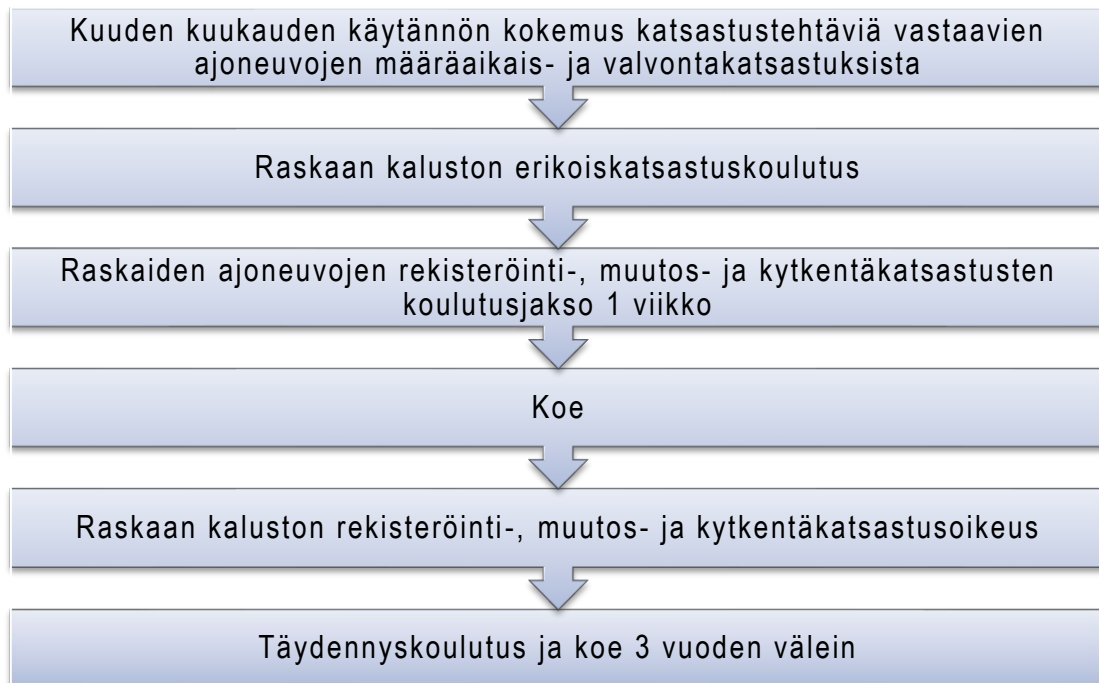 Kuuden kuukauden käytännön kokemus katsastustehtäviä vastaavien
ajoneuvojen määräaikais- ja valvontakatsastuksista
Raskaan kaluston erikoiskatsastuskoulutus
Raskaiden ajoneuvojen rekisteröinti-, muutos- ja kytkentäkatsastusten
koulutusjakso 1 viikko
Koe
Raskaan kaluston rekisteröinti-, muutos- ja kytkentäkatsastusoikeus
Täydennyskoulutus ja koe 3 vuoden välein